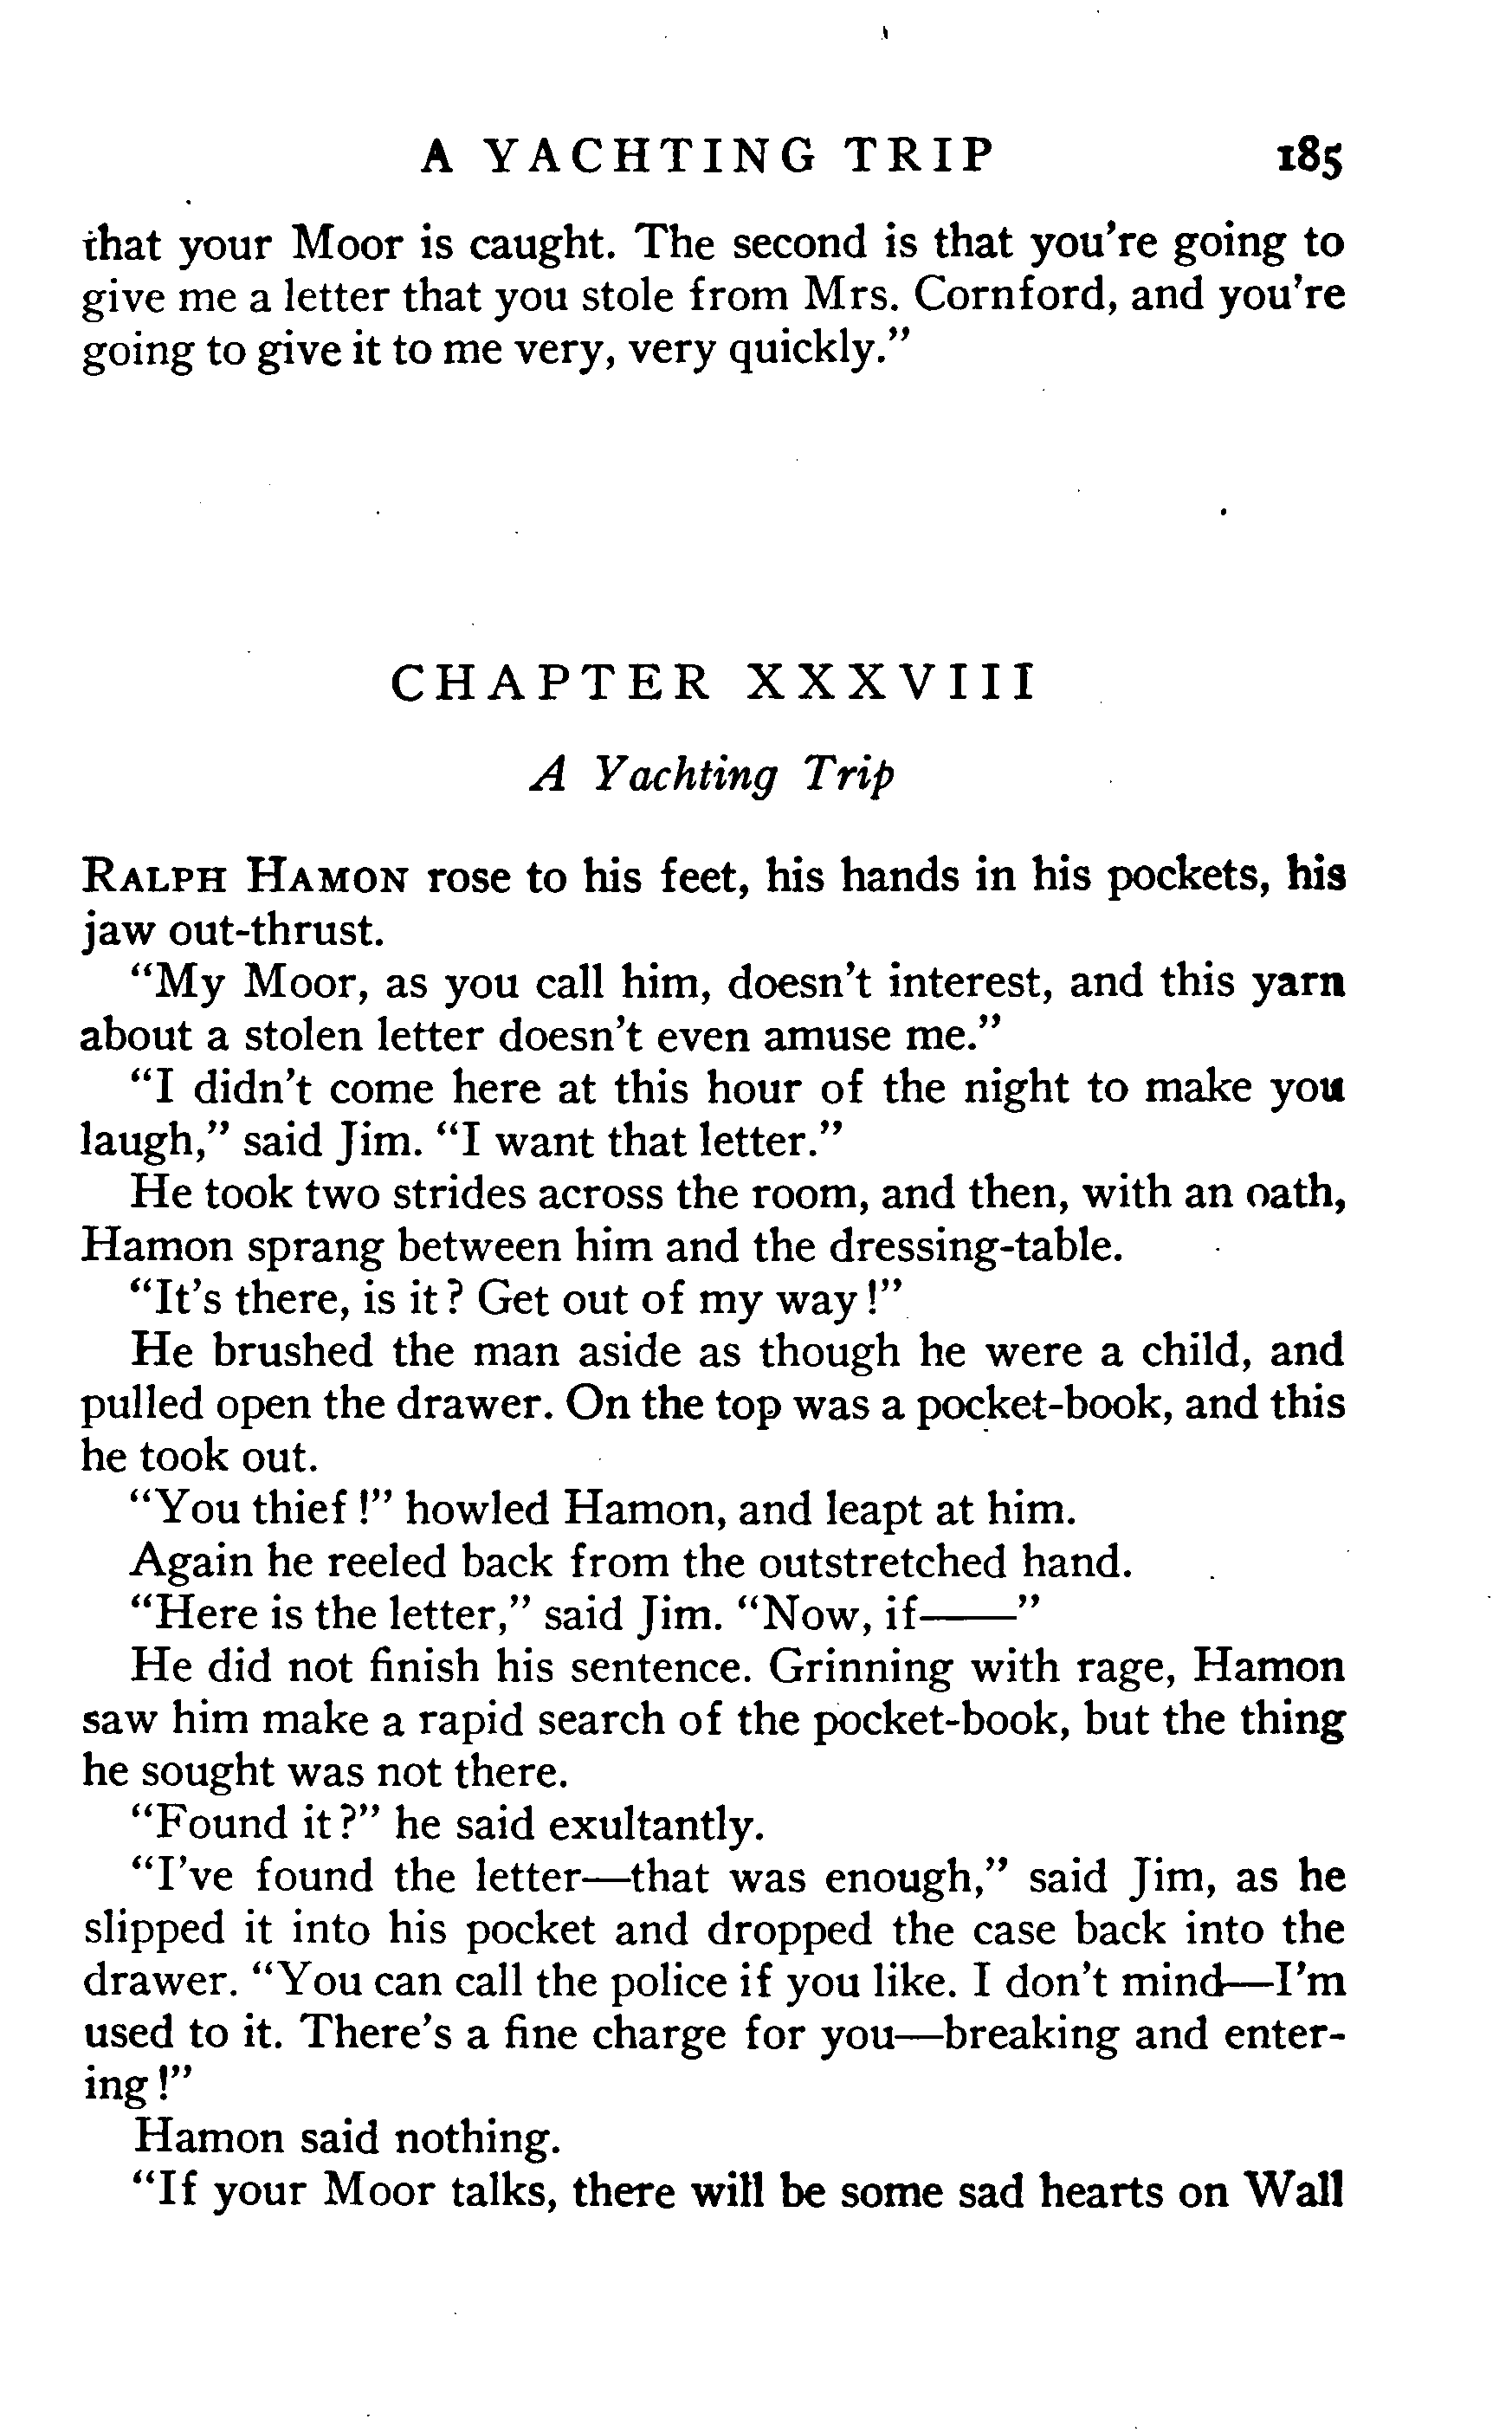 A YACHTING TRIP 185
that your Moor is caught. The second is that you're going to
give me a letter that you stole from Mrs. Cornford, and you're
going to give it to me very, very quickly."
CHAPTER XXXVIII
A Yachting Trip
RALPH HAMON rose to his feet, his hands in his pockets, his
jaw out-thrust.
"My Moor, as you call him, doesn't interest, and this yarn
about a stolen letter doesn't even amuse me."
"I didn't come here at this hour of the night to make you
laugh," said Jim. "I want that letter."
He took two strides across the room, and then, with an oath,
Hamon sprang between him and the dressing-table.
"It's there, is it? Get out of my way!"
He brushed the man aside as though he were a child, and
pulled open the drawer. On the top was a pocket-book, and this
he took out.
"You thief!" howled Hamon, and leapt at him.
Again he reeled back from the outstretched hand.
"Here is the letter," said Jim. "Now, if——"
He did not finish his sentence. Grinning with rage, Hamon
saw him make a rapid search of the pocket-book, but the thing
he sought was not there.
"Found it?" he said exultantly.
"I've found the letter—that was enough," said Jim, as he
slipped it into his pocket and dropped the case back into the
drawer. "You can call the police if you like. I don't mind—I'm
used to it. There's a fine charge for you—breaking and enter-
ing!"
Hamon said nothing.
"If your Moor talks, there will be some sad hearts on Wall